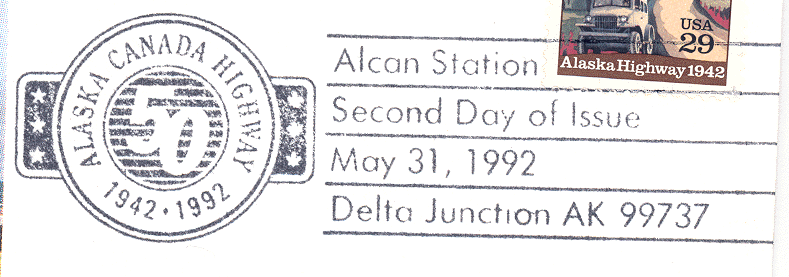 ALASKA CANADA HIGHWAY
50
1942 • 1992
USA
29
Alaska Highway 1942
Alcan Station
Second Day of Issue
May 31, 1992
Delta Junction AK 99737